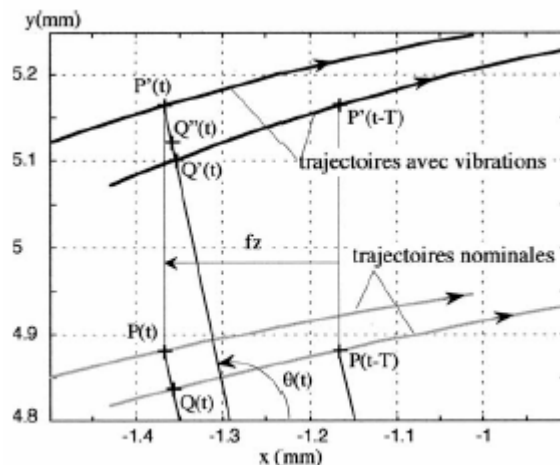 y(mm)
5.2
5.1
5
4.9
4.8
P'(t)
Q''(t)
Q'(t)
P'(t-T)
trajectoires avec vibrations
fz
trajectoires nominales
P(t)
Q(t)
θ(t)
P(t-T)
-1.4
-1.3
-1.2
-1.1
-1
x (mm)